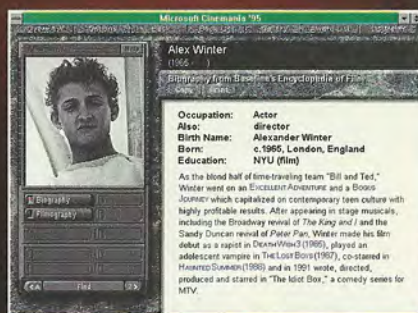 Microsoft Cinemania '95
Alex Winter
(1965 - )
Biography from Baseline's Encyclopedia of Film
Copy Print
Occupation: Actor
Also: director
Birth Name: Alexander Winter
Born: c.1965, London, England
Education: NYU (film)
As the blond half of time-traveling team "Bill and Ted,"
Winter went on an EXCELLENT ADVENTURE and a BOGUS
JOURNEY which capitalized on contemporary teen culture with
highly profitable results. After appearing in stage musicals,
including the Broadway revival of The King and I and the
Sandy Duncan revival of Peter Pan, Winter made his film
debut as a rapist in DEATH WISH 3 (1985), played an
adolescent vampire in THE LOST BOYS (1987), co-starred in
HAUNTED SUMMER (1988) and in 1991 wrote, directed,
produced and starred in "The Idiot Box," a comedy series for
MTV.
Biography
Filmography
Find